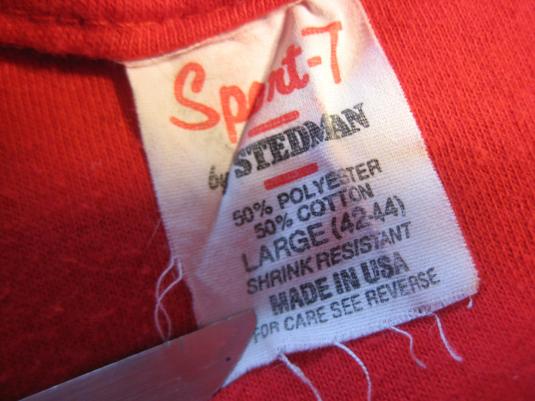 Sport-T
by STEDMAN
50% POLYESTER
50% COTTON
LARGE (42-44)
SHRINK RESISTANT
MADE IN USA
FOR CARE SEE REVERSE